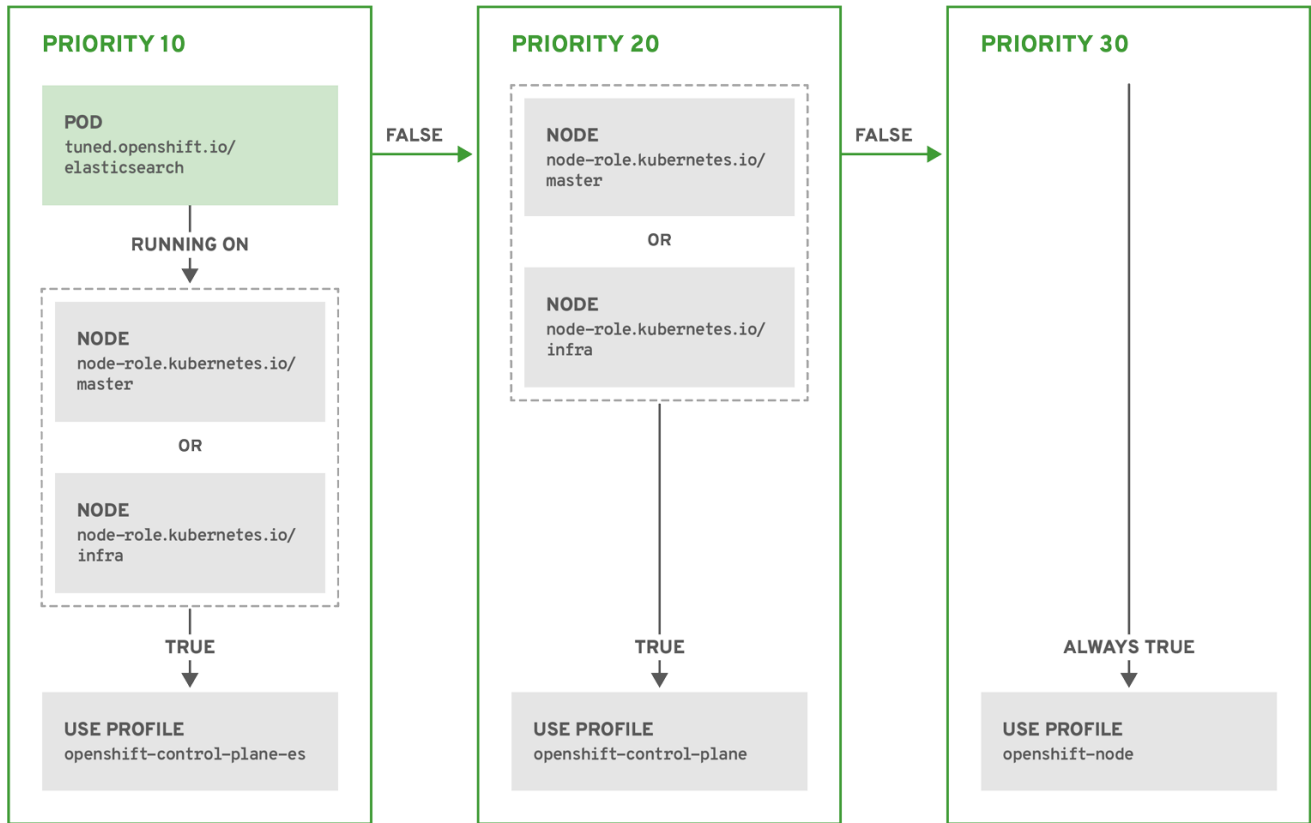 PRIORITY 10
POD
tuned.openshift.io/
elasticsearch
RUNNING ON
NODE
node-role.kubernetes.io/
master
OR
NODE
node-role.kubernetes.io/
infra
TRUE
USE PROFILE
openshift-control-plane-es
FALSE
PRIORITY 20
NODE
node-role.kubernetes.io/
master
OR
NODE
node-role.kubernetes.io/
infra
TRUE
USE PROFILE
openshift-control-plane
FALSE
PRIORITY 30
ALWAYS TRUE
USE PROFILE
openshift-node